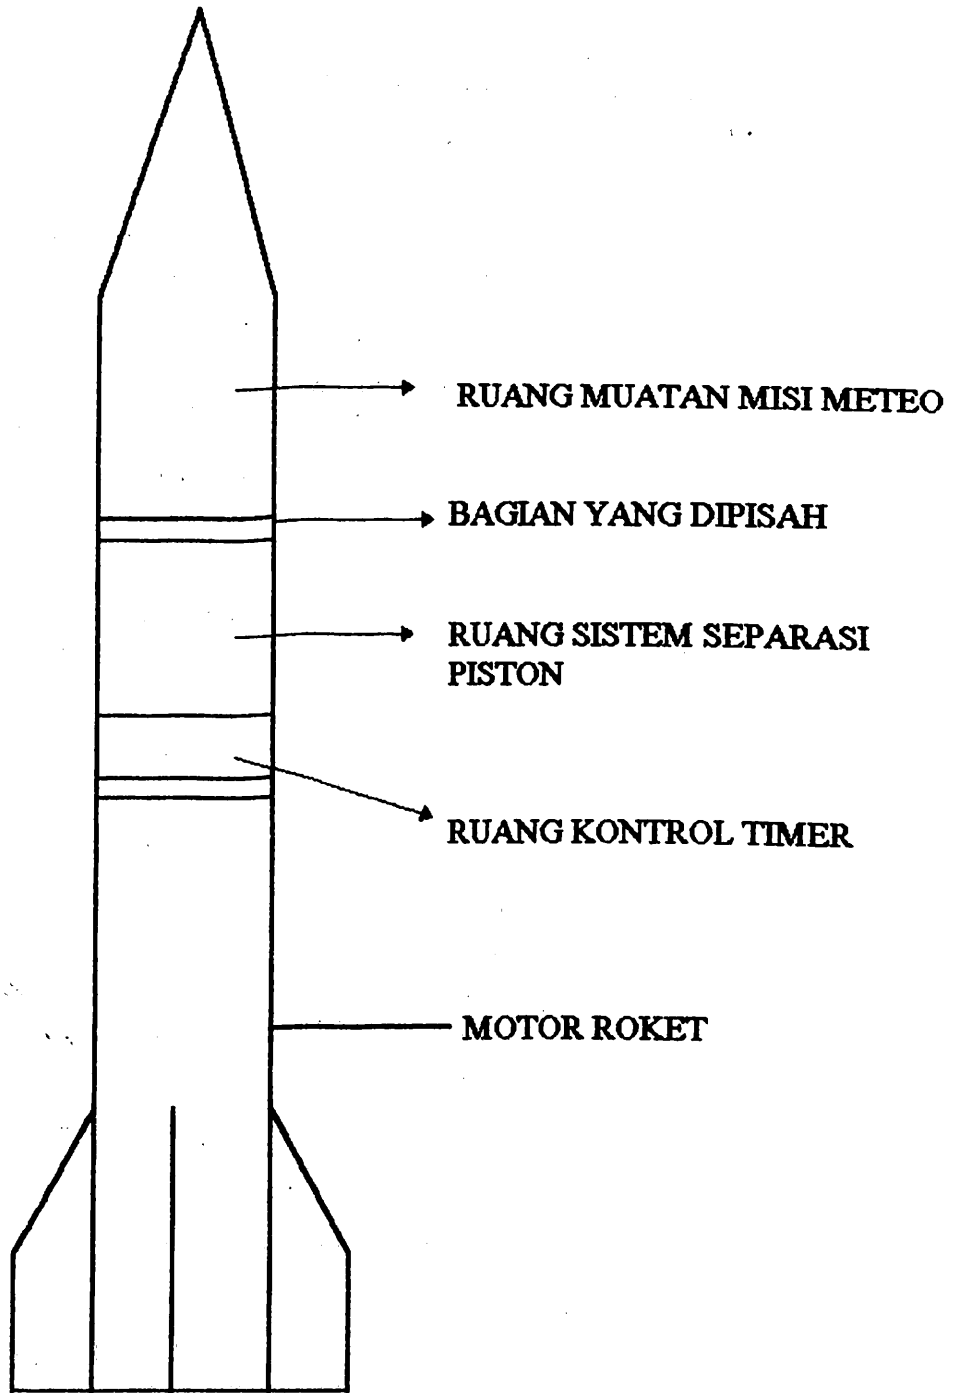 RUANG MUATAN MISI METEO
BAGIAN YANG DIPISAH
RUANG SISTEM SEPARASI
PISTON
RUANG KONTROL TIMER
MOTOR ROKET